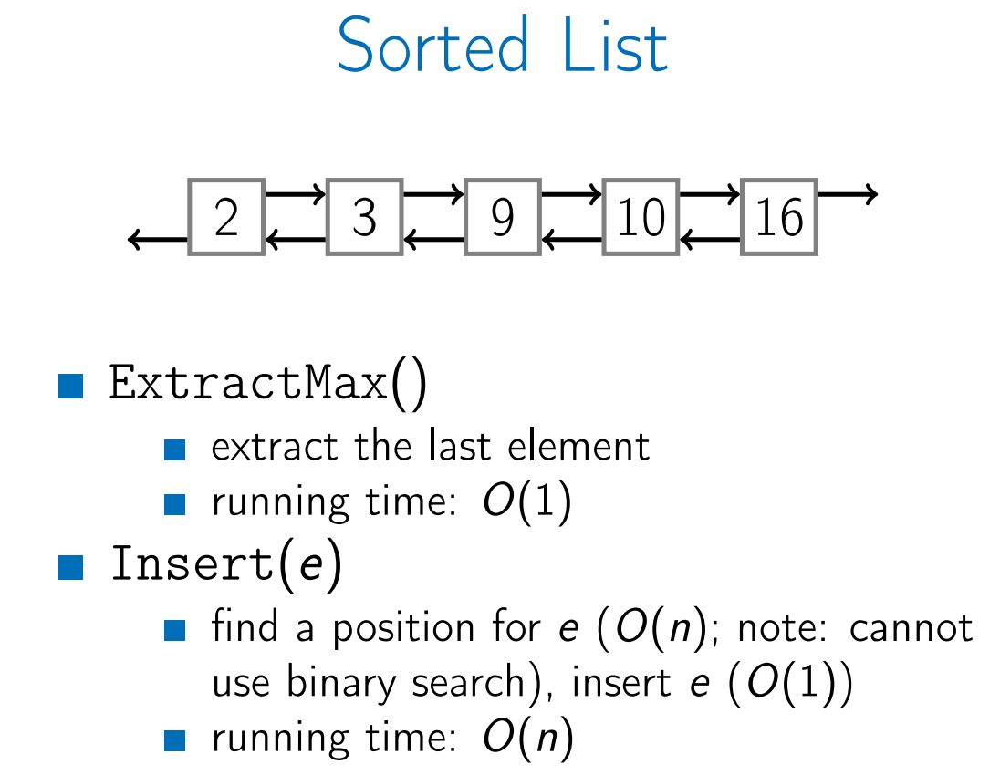 Sorted List
2 3 9 10 16
ExtractMax()
extract the last element
running time: O(1)
Insert(e)
find a position for e (O(n); note: cannot
use binary search), insert e (O(1))
running time: O(n)